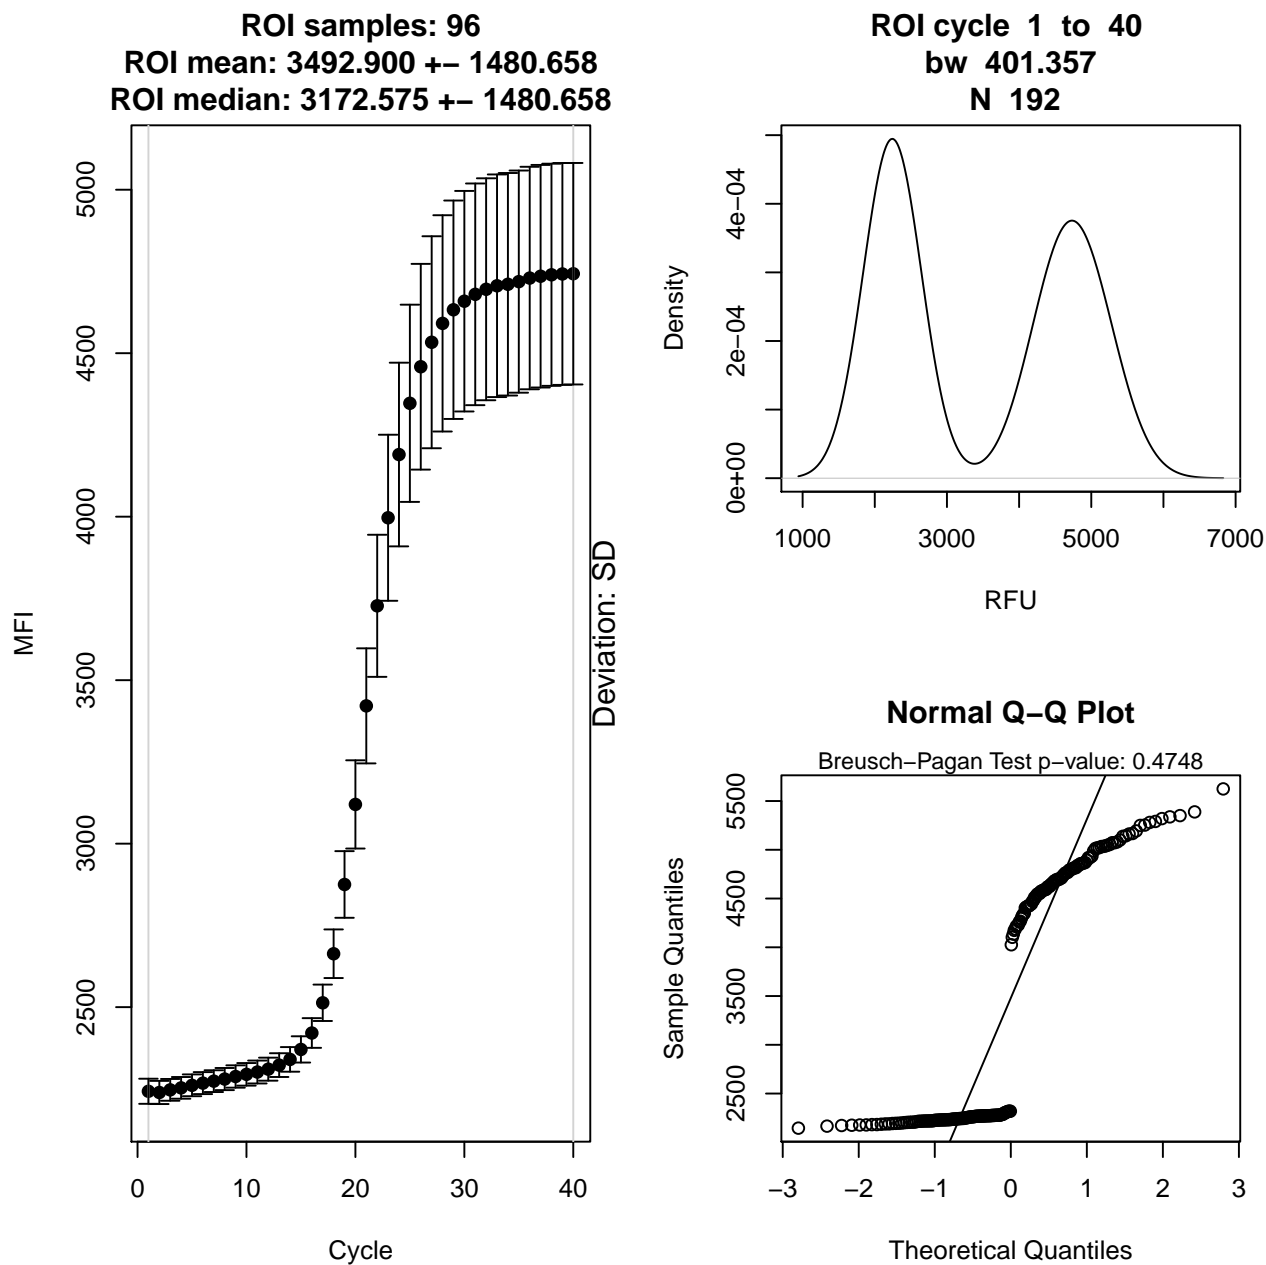 ROI samples: 96
ROI mean: 3492.900 +− 1480.658
ROI median: 3172.575 +− 1480.658
5000
4500
4000
3500
3000
2500
MFI
0 10 20 30 40
Cycle
Deviation: SD
ROI cycle 1 to 40
bw 401.357
N 192
4e−04
2e−04
0e+00
Density
1000 3000 5000 7000
RFU
Normal Q−Q Plot
Breusch−Pagan Test p−value: 0.4748
5500
4500
3500
2500
Sample Quantiles
−3 −2 −1 0 1 2 3
Theoretical Quantiles